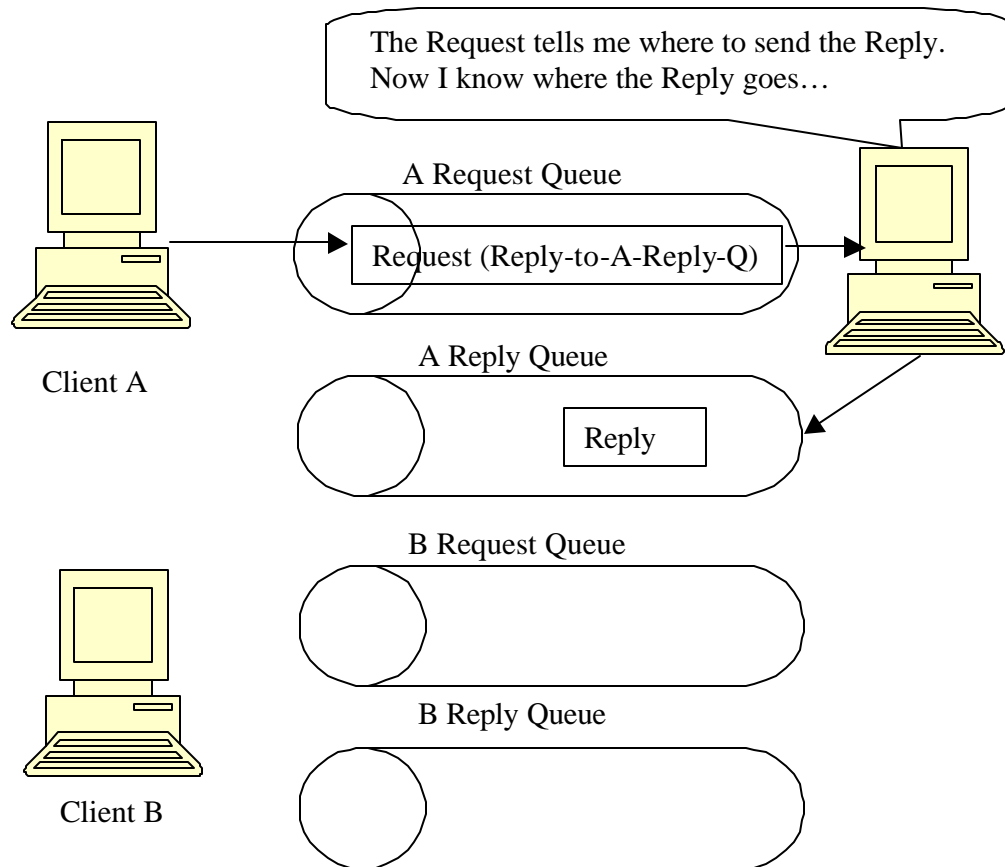 The Request tells me where to send the Reply.
Now I know where the Reply goes…
A Request Queue
Request (Reply-to-A-Reply-Q)
Client A
A Reply Queue
Reply
B Request Queue
B Reply Queue
Client B